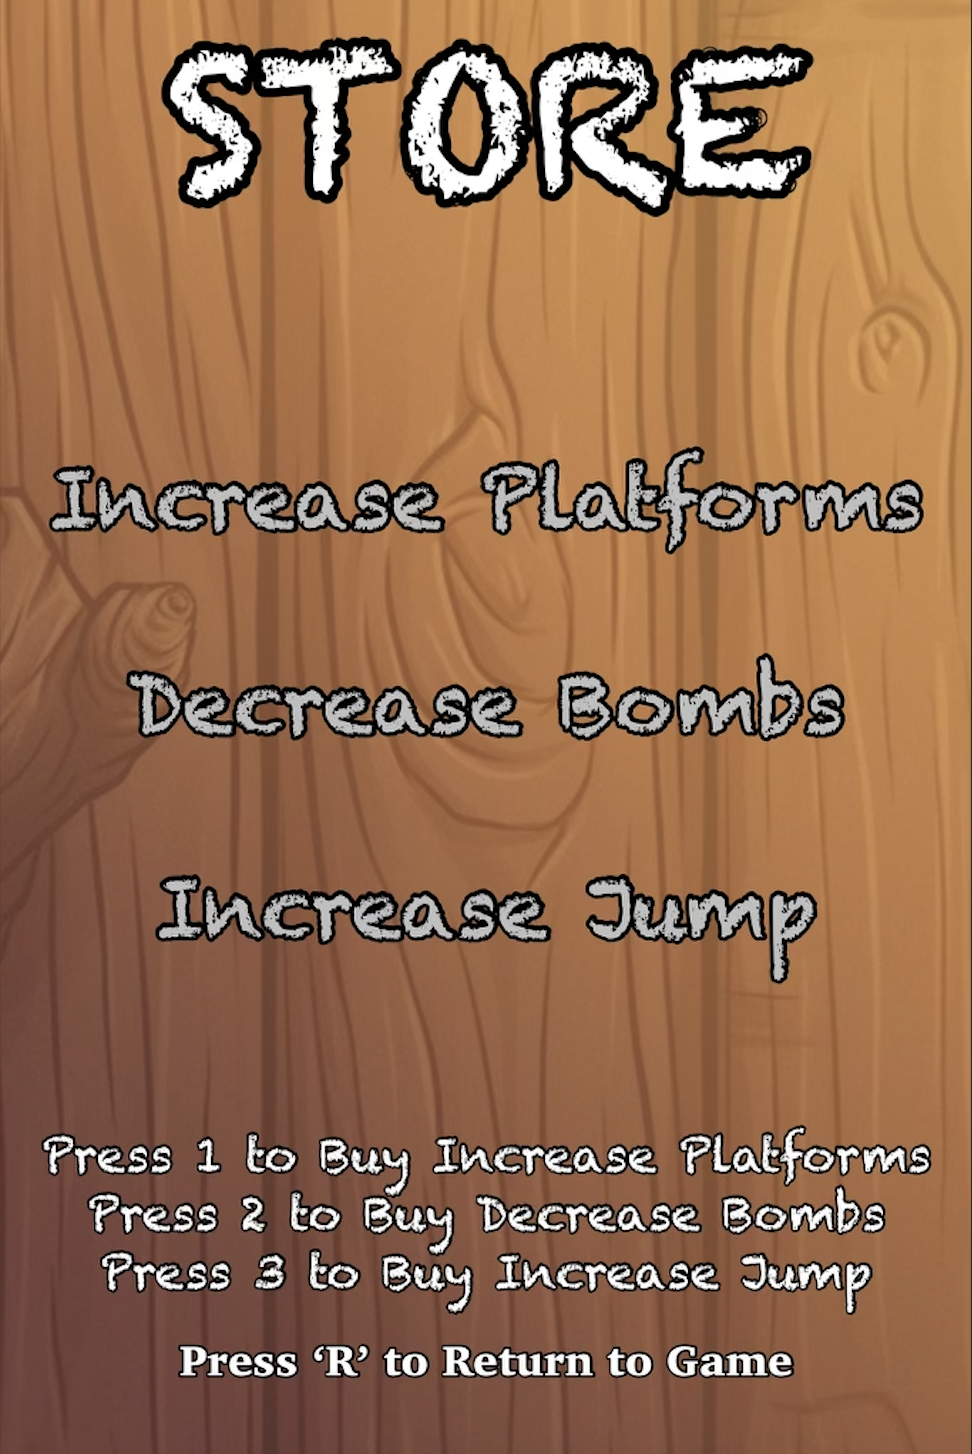 STORE
Increase Platforms
Decrease Bombs
Increase Jump
Press 1 to Buy Increase Platforms
Press 2 to Buy Decrease Bombs
Press 3 to Buy Increase Jump
Press ‘R’ to Return to Game